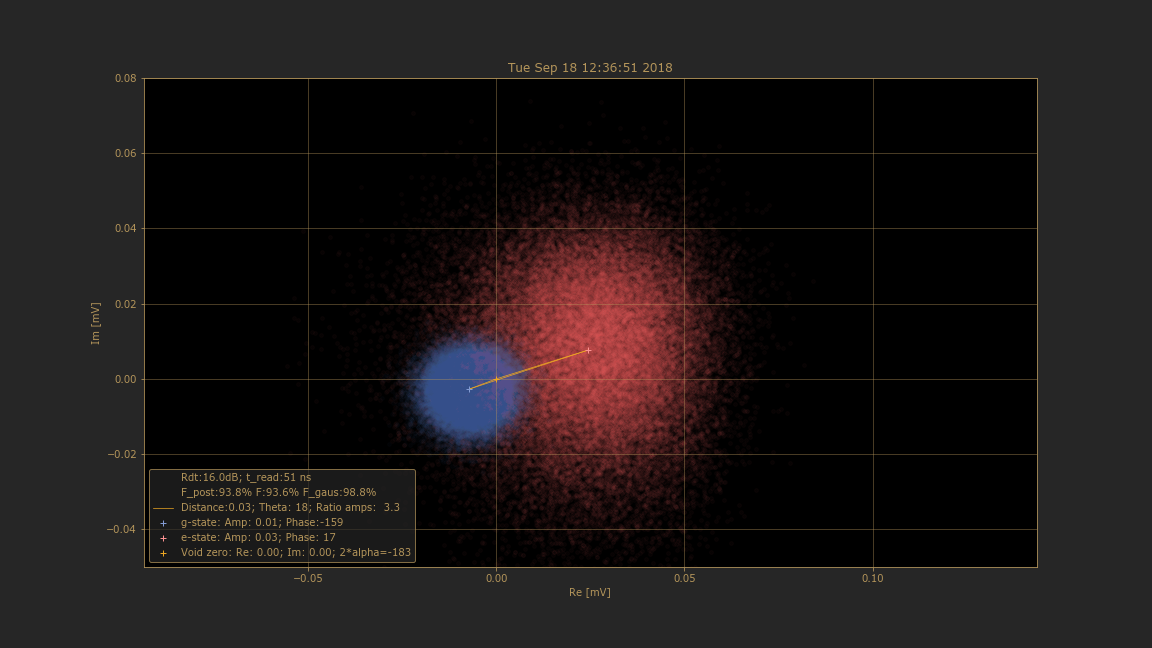 Tue Sep 18 12:36:51 2018
0.08
0.06
0.04
0.02
0.00
−0.02
−0.04
Im [mV]
Rdt:16.0dB; t_read:51 ns
F_post:93.8% F:93.6% F_gaus:98.8%
Distance:0.03; Theta: 18; Ratio amps:  3.3
g-state: Amp: 0.01; Phase:-159
e-state: Amp: 0.03; Phase: 17
Void zero: Re: 0.00; Im: 0.00; 2*alpha=-183
−0.05 0.00 0.05 0.10
Re [mV]